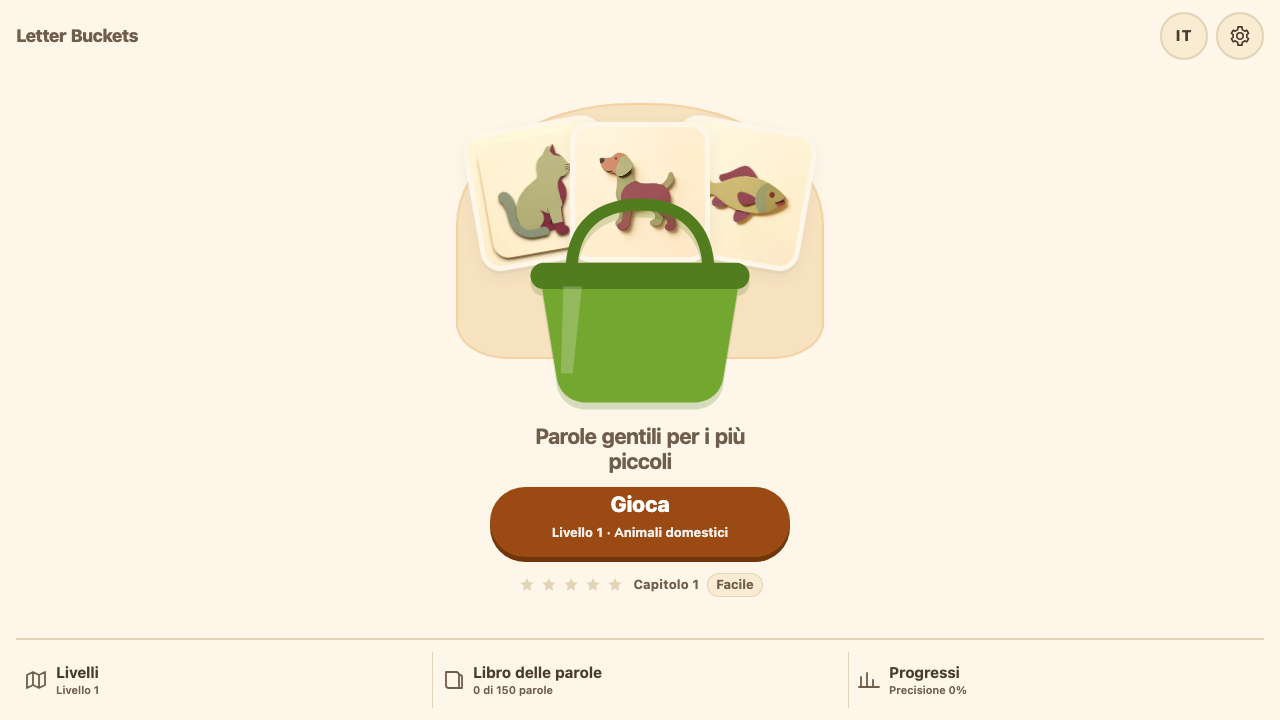 Letter Buckets
IT
Parole gentili per i più
piccoli
Gioca
Livello 1 · Animali domestici
Capitolo 1
Facile
Livelli
Livello 1
Libro delle parole
0 di 150 parole
Progressi
Precisione 0%